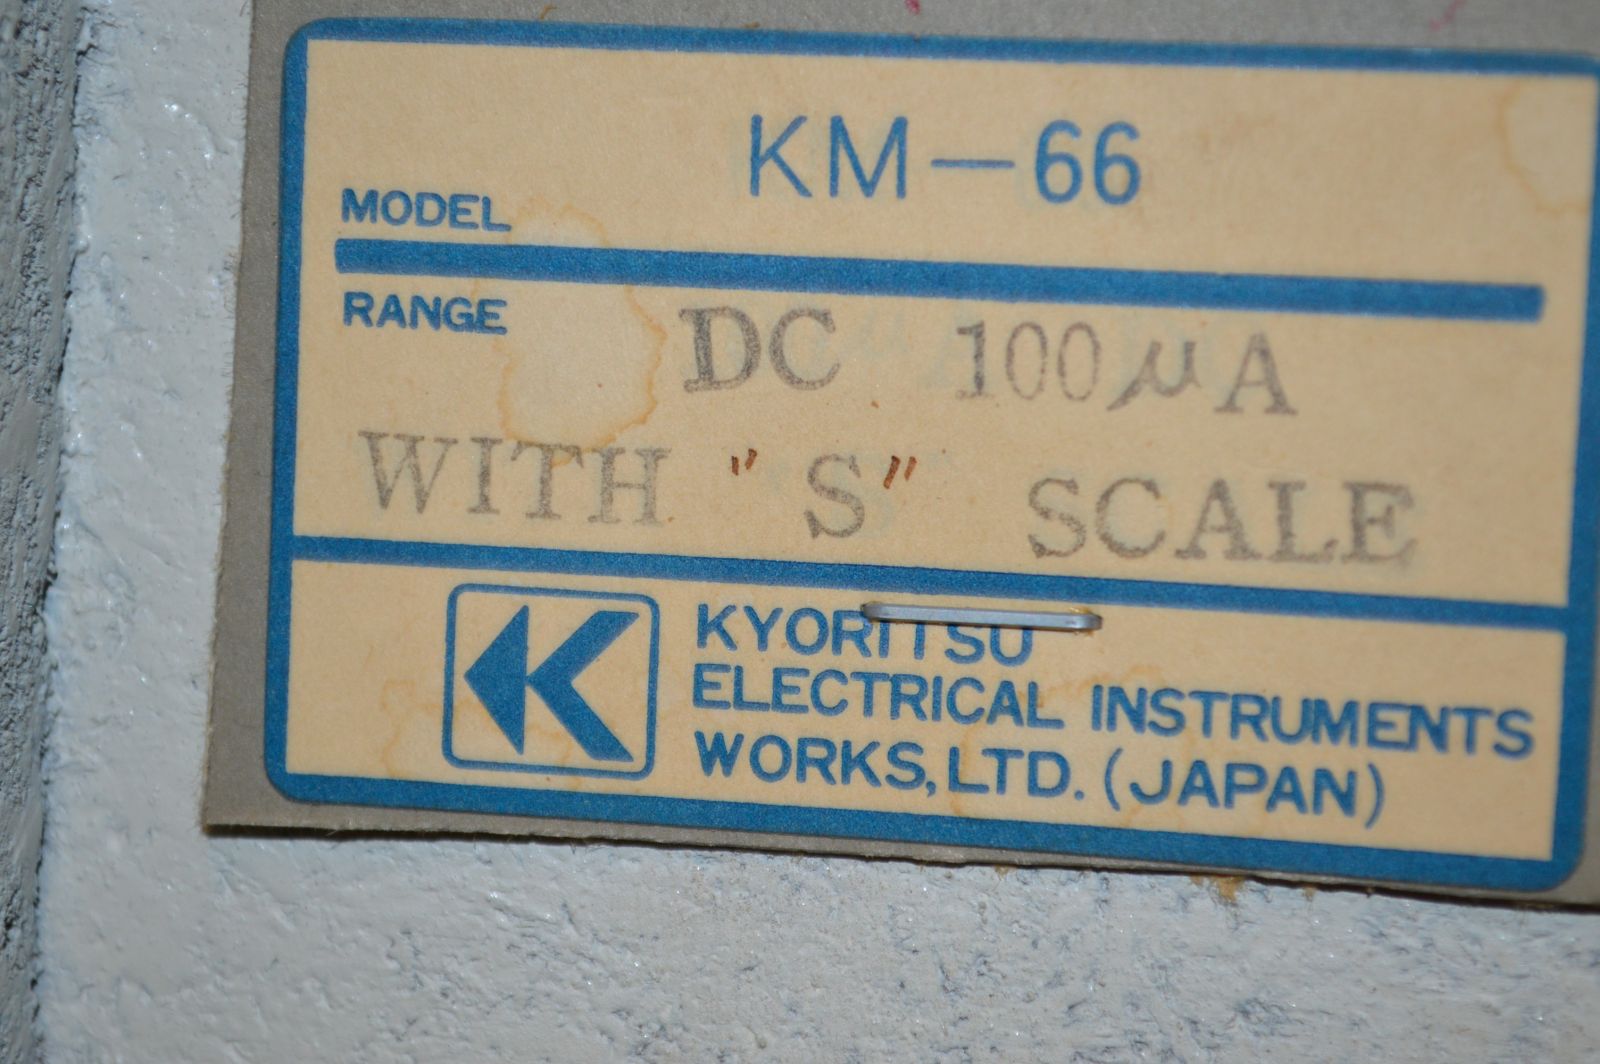 KM-66
MODEL
RANGE DC 100μA
WITH "S" SCALE
K KYORITSU
ELECTRICAL INSTRUMENTS
WORKS, LTD. (JAPAN)